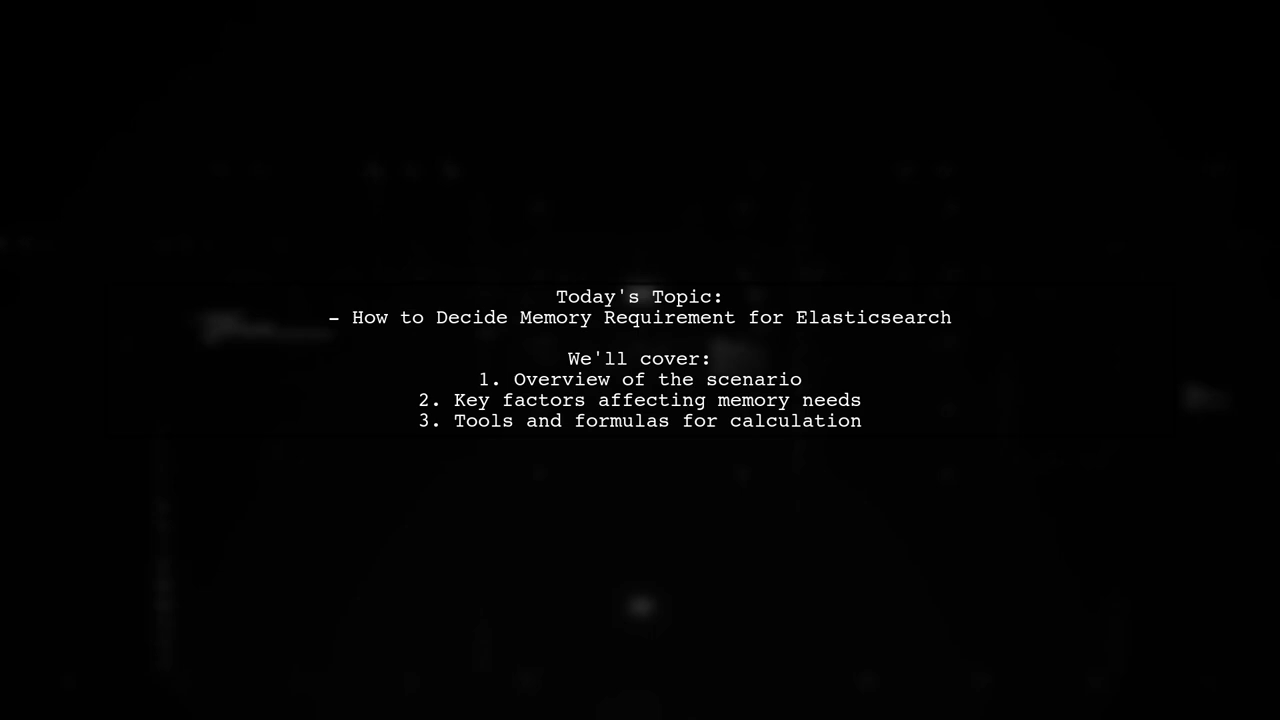 Today's Topic:
- How to Decide Memory Requirement for Elasticsearch
We'll cover:
1. Overview of the scenario
2. Key factors affecting memory needs
3. Tools and formulas for calculation